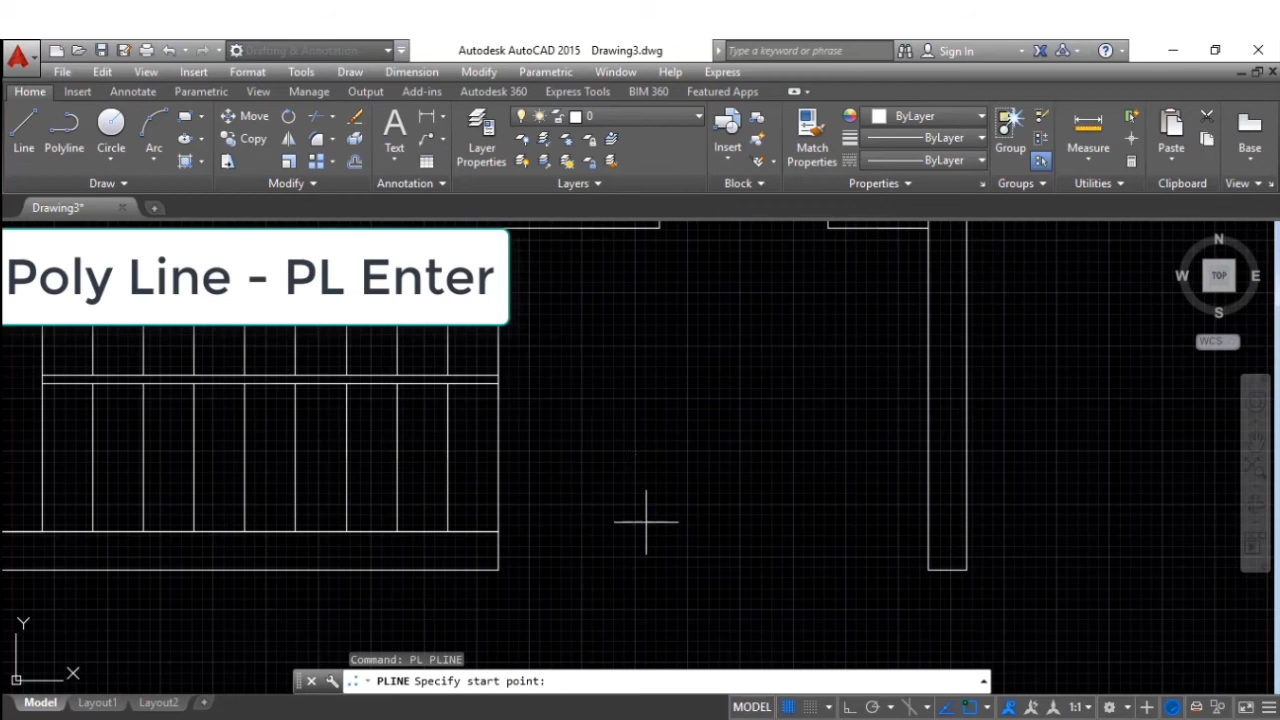 Drafting & Annotation
Autodesk AutoCAD 2015 Drawing3.dwg
Type a keyword or phrase
Sign In
File Edit View Insert Format Tools Draw Dimension Modify Parametric Window Help Express
Home Insert Annotate Parametric View Manage Output Add-ins Autodesk 360 Express Tools BIM 360 Featured Apps
Line Polyline Circle Arc
Move
Copy
Text
Layer Properties
0
Insert
Match Properties
ByLayer
ByLayer
ByLayer
Group
Measure
Paste
Base
Draw Modify Annotation Layers Block Properties Groups Utilities Clipboard View
Drawing3*
Poly Line - PL Enter
N
W TOP E
S
WCS
Y
X
Command: PL PLINE
PLINE Specify start point:
Model Layout1 Layout2
MODEL 1:1